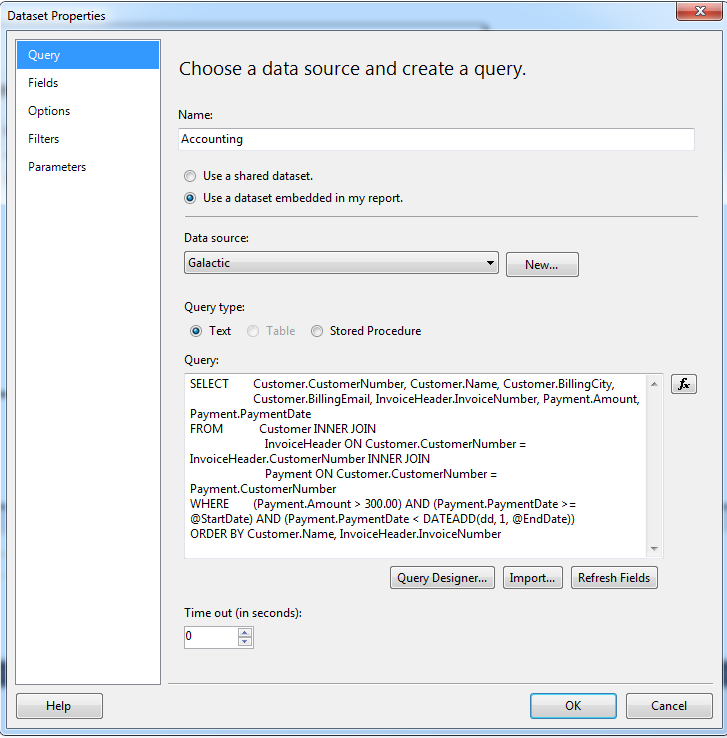 Dataset Properties
Query
Fields
Options
Filters
Parameters
Choose a data source and create a query.
Name:
Accounting
Use a shared dataset.
Use a dataset embedded in my report.
Data source:
Galactic
New...
Query type:
Text
Table
Stored Procedure
Query:
SELECT Customer.CustomerNumber, Customer.Name, Customer.BillingCity,
Customer.BillingEmail, InvoiceHeader.InvoiceNumber, Payment.Amount,
Payment.PaymentDate
FROM Customer INNER JOIN
InvoiceHeader ON Customer.CustomerNumber =
InvoiceHeader.CustomerNumber INNER JOIN
Payment ON Customer.CustomerNumber =
Payment.CustomerNumber
WHERE (Payment.Amount > 300.00) AND (Payment.PaymentDate >=
@StartDate) AND (Payment.PaymentDate < DATEADD(dd, 1, @EndDate))
ORDER BY Customer.Name, InvoiceHeader.InvoiceNumber
fx
Query Designer...
Import...
Refresh Fields
Time out (in seconds):
0
Help
OK
Cancel